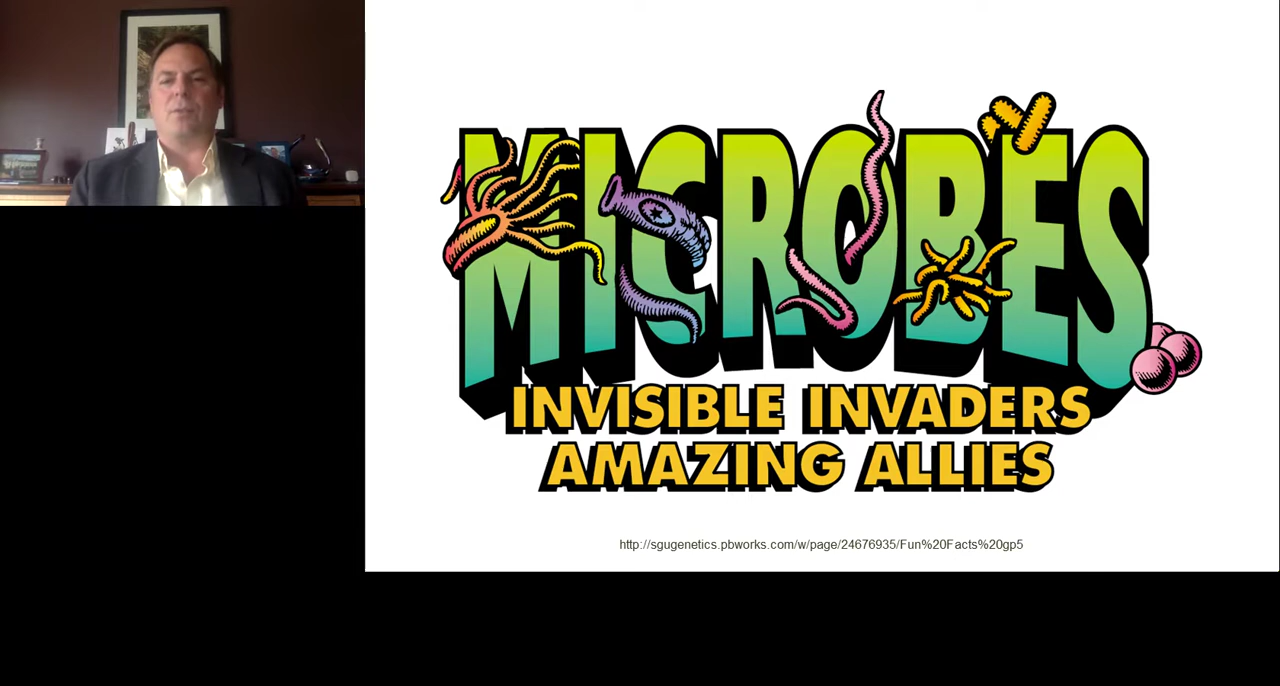 MICROBES
INVISIBLE INVADERS
AMAZING ALLIES
http://sgugenetics.pbworks.com/w/page/24676935/Fun%20Facts%20gp5